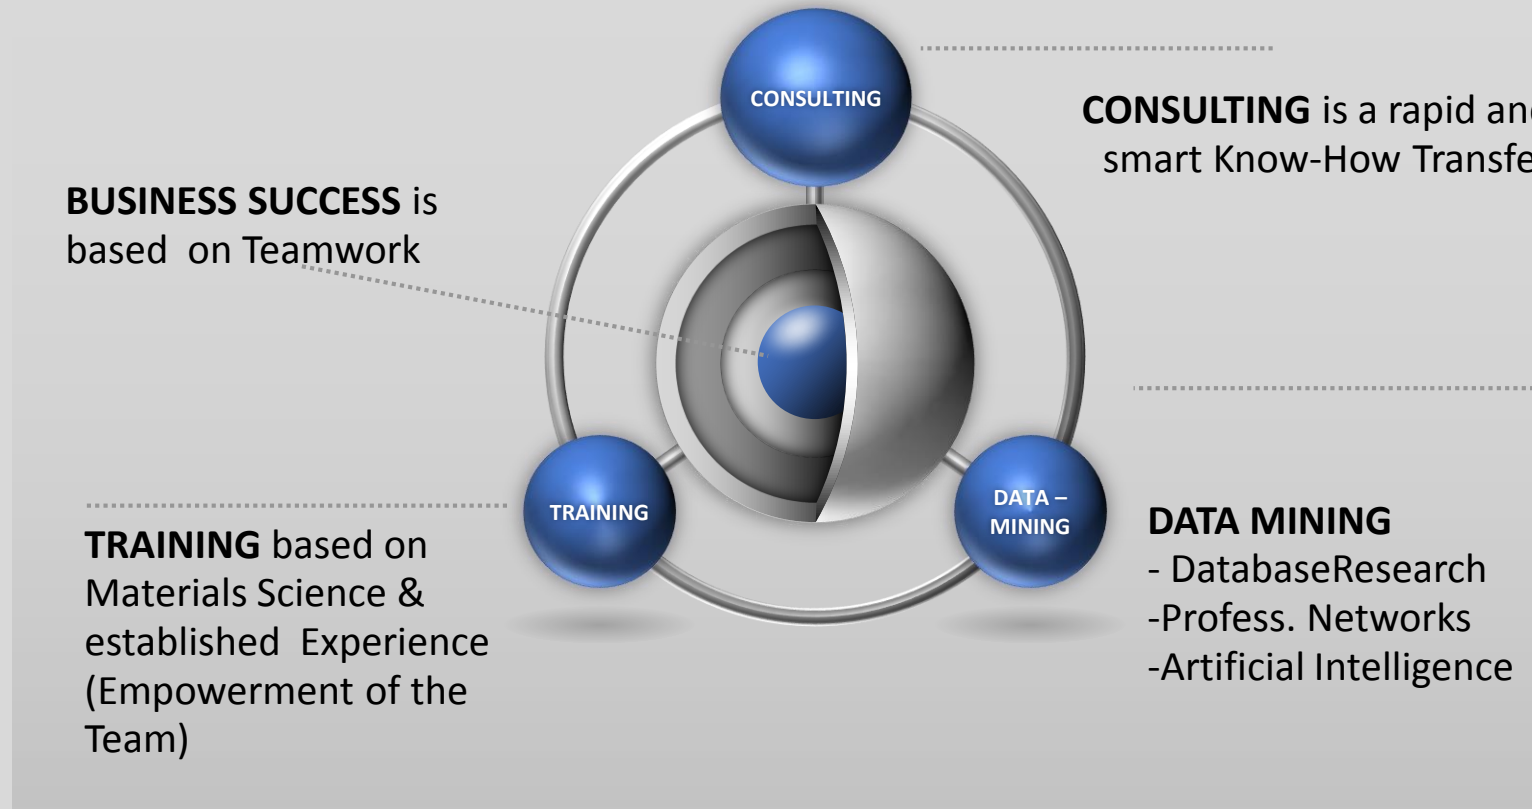 CONSULTING
CONSULTING is a rapid and
smart Know-How Transfe
BUSINESS SUCCESS is
based  on Teamwork
TRAINING
DATA –
MINING
TRAINING based on
Materials Science &
established  Experience
(Empowerment of the
Team)
DATA MINING
- DatabaseResearch
-Profess. Networks
-Artificial Intelligence